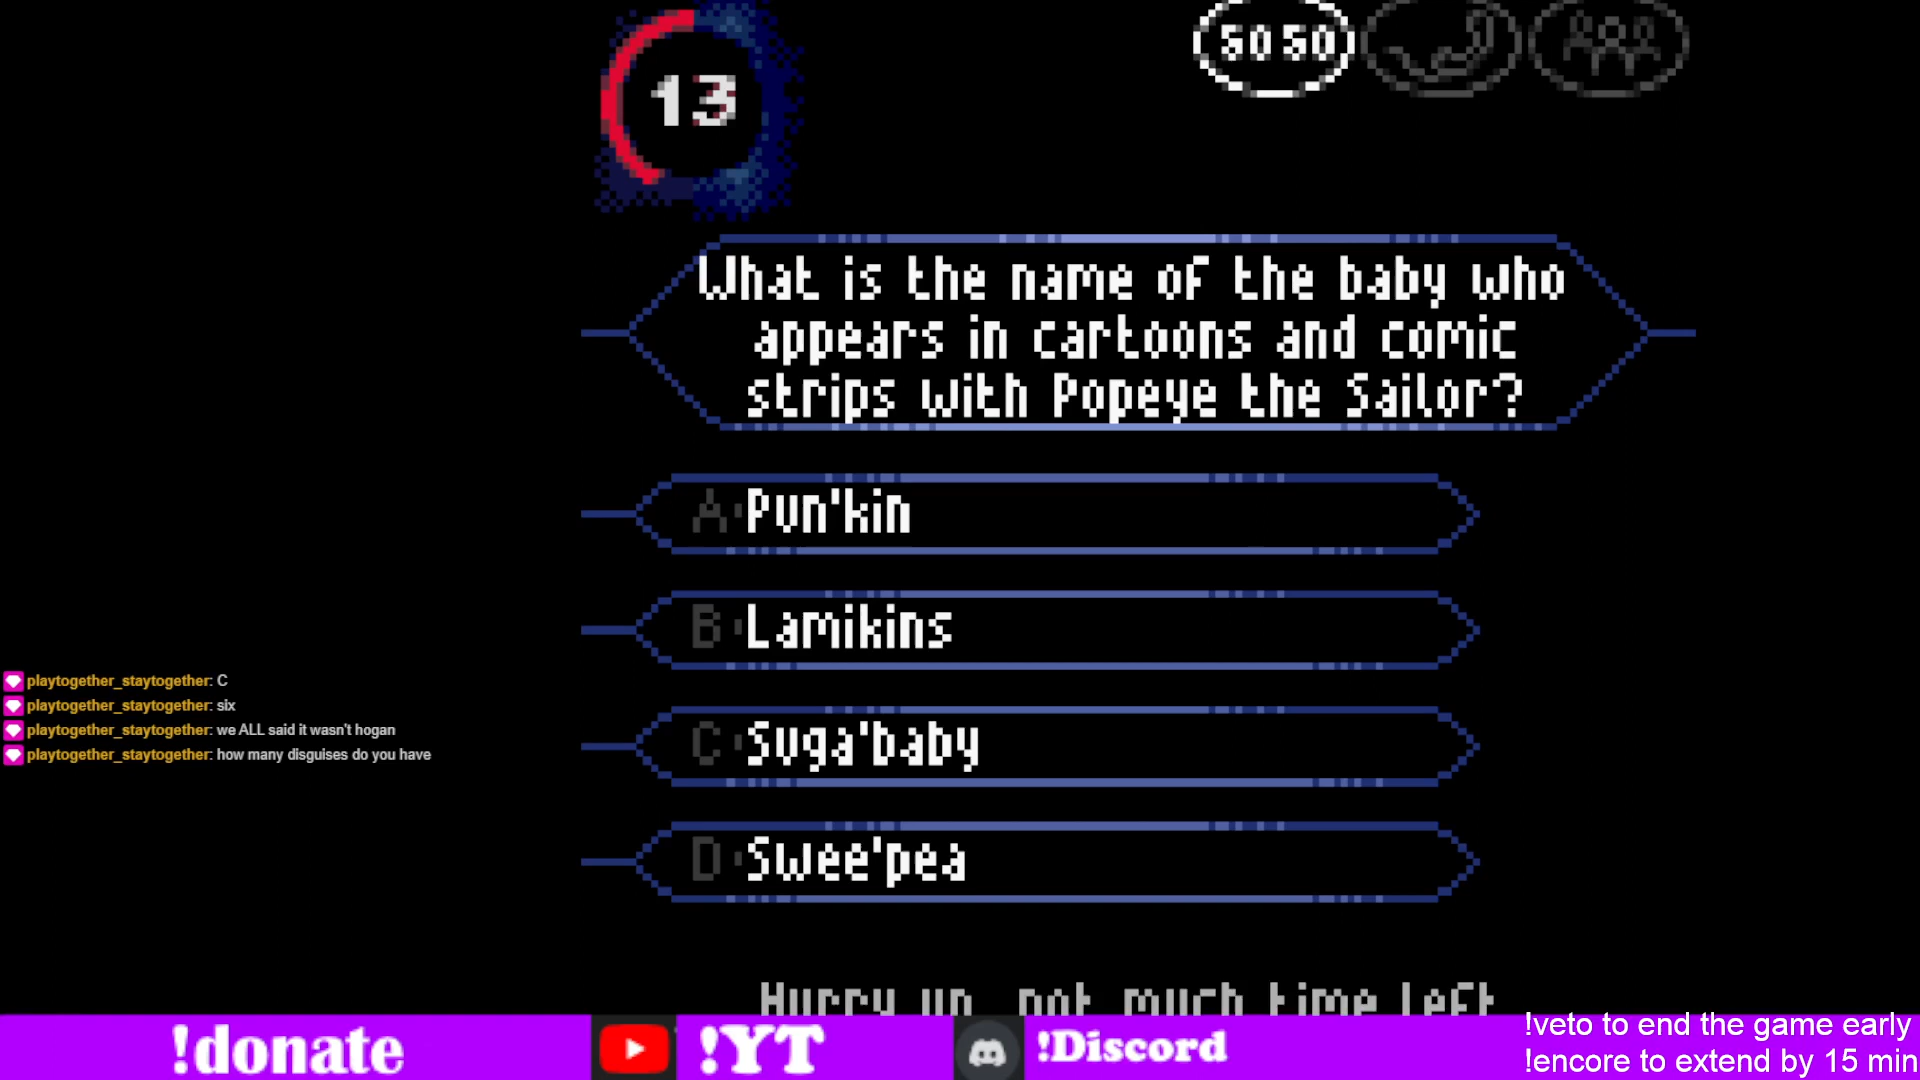 13
50 50
What is the name of the baby who
appears in cartoons and comic
strips with Popeye the Sailor?
A: Pun'kin
B: Lamikins
C: Suga'baby
D: Swee'pea
playtogether_staytogether: C
playtogether_staytogether: six
playtogether_staytogether: we ALL said it wasn't hogan
playtogether_staytogether: how many disguises do you have
Hurry up, not much time left
!donate
!YT
!Discord
!veto to end the game early
!encore to extend by 15 min